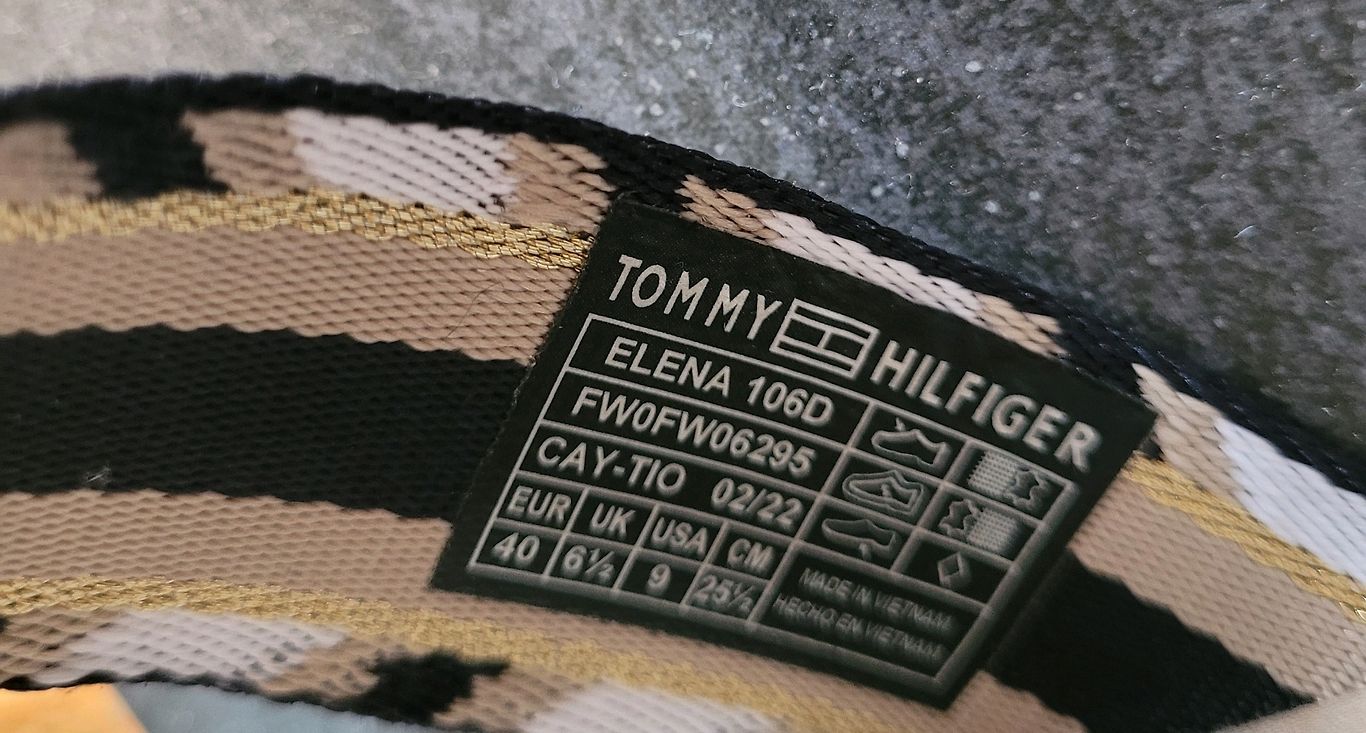 TOMMY HILFIGER
ELENA 106D
FW0FW06295
CAY-TIO 02/22
EUR UK USA CM
40 6½ 9 25½
MADE IN VIETNAM
HECHO EN VIETNAM